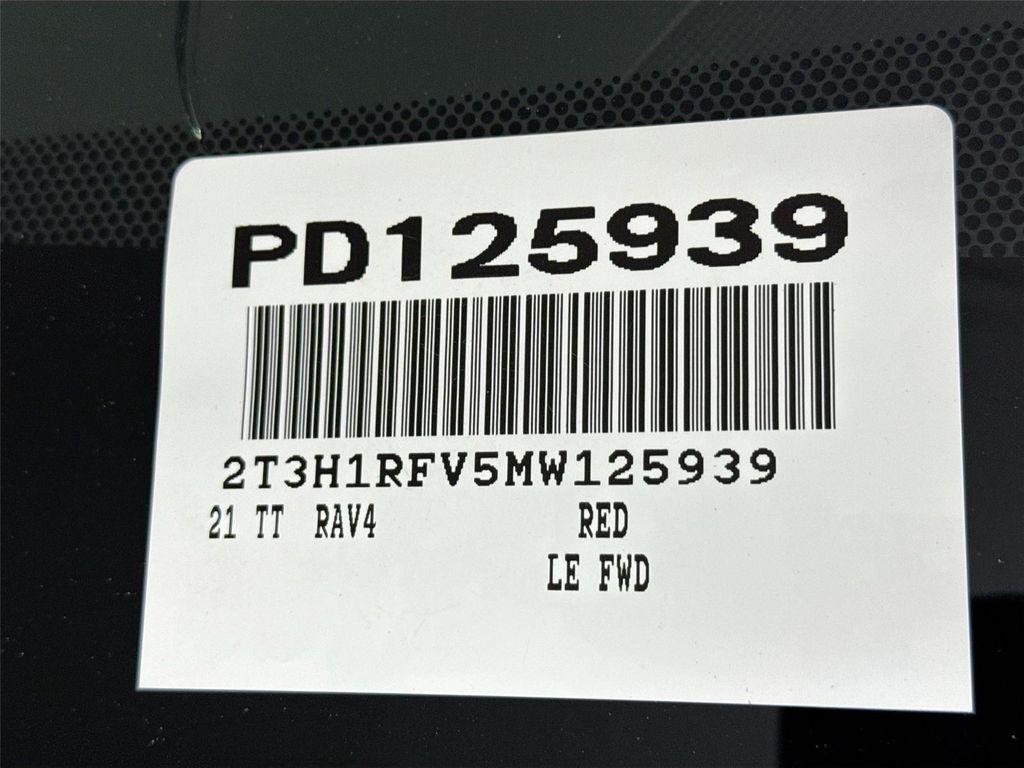 PD125939
2T3H1RFV5MW125939
21 TT RAV4 RED
LE FWD